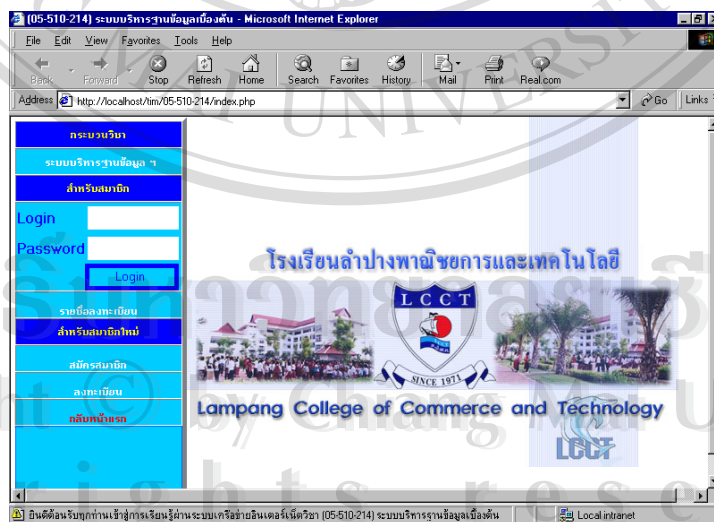 (05-510-214) ระบบบริหารฐานข้อมูลเบื้องต้น - Microsoft Internet Explorer
File Edit View Favorites Tools Help
Back Forward Stop Refresh Home Search Favorites History Mail Print Real.com
Address http://localhost/tim/05-510-214/index.php Go Links
กระบวนวิชา
ระบบบริหารฐานข้อมูล ฯ
สำหรับสมาชิก
Login
Password
Login
รายชื่อลงทะเบียน
สำหรับสมาชิกใหม่
สมัครสมาชิก
ลงทะเบียน
กลับหน้าแรก
โรงเรียนลำปางพาณิชยการและเทคโนโลยี
LCCT
LCCT
SINCE 1971
Lampang College of Commerce and Technology
LCCT
ยินดีต้อนรับทุกท่านเข้าสู่การเรียนรู้ผ่านระบบเครือข่ายอินเตอร์เน็ตวิชา (05-510-214) ระบบบริหารฐานข้อมูลเบื้องต้น Local intranet